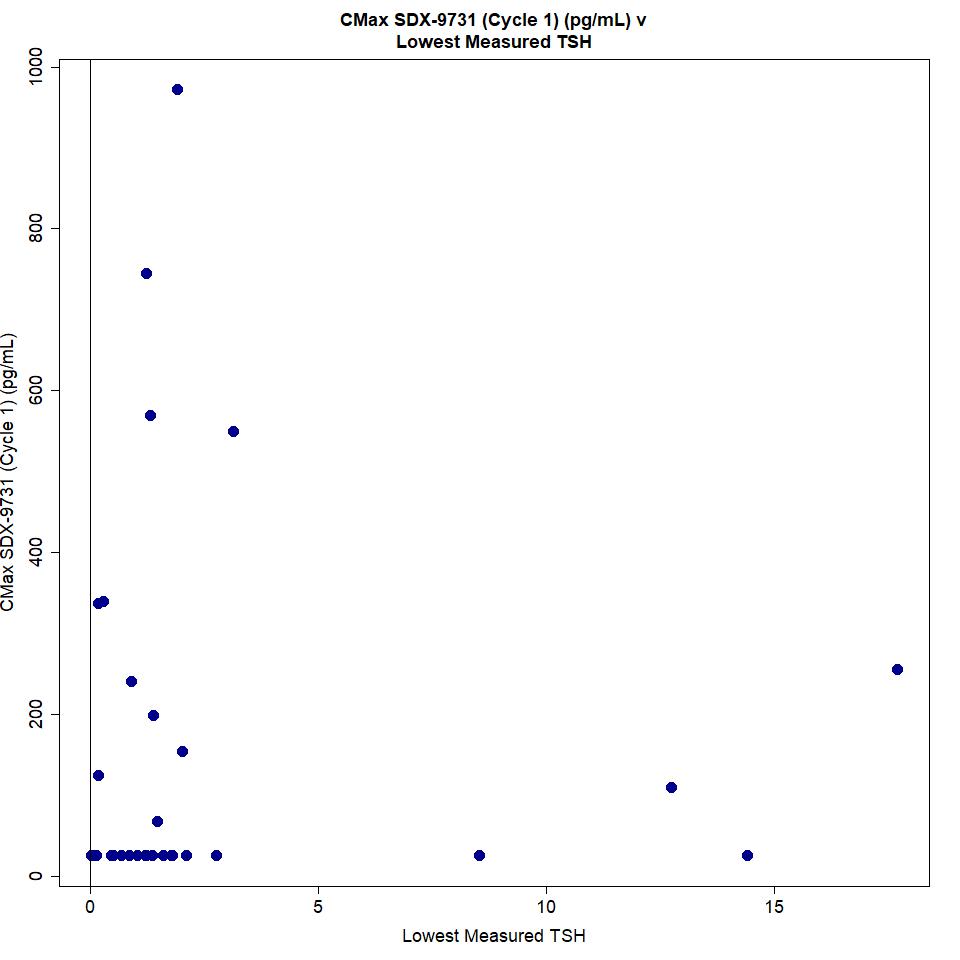 CMax SDX-9731 (Cycle 1) (pg/mL) v
Lowest Measured TSH
CMax SDX-9731 (Cycle 1) (pg/mL)
1000
800
600
400
200
0
0 5 10 15
Lowest Measured TSH